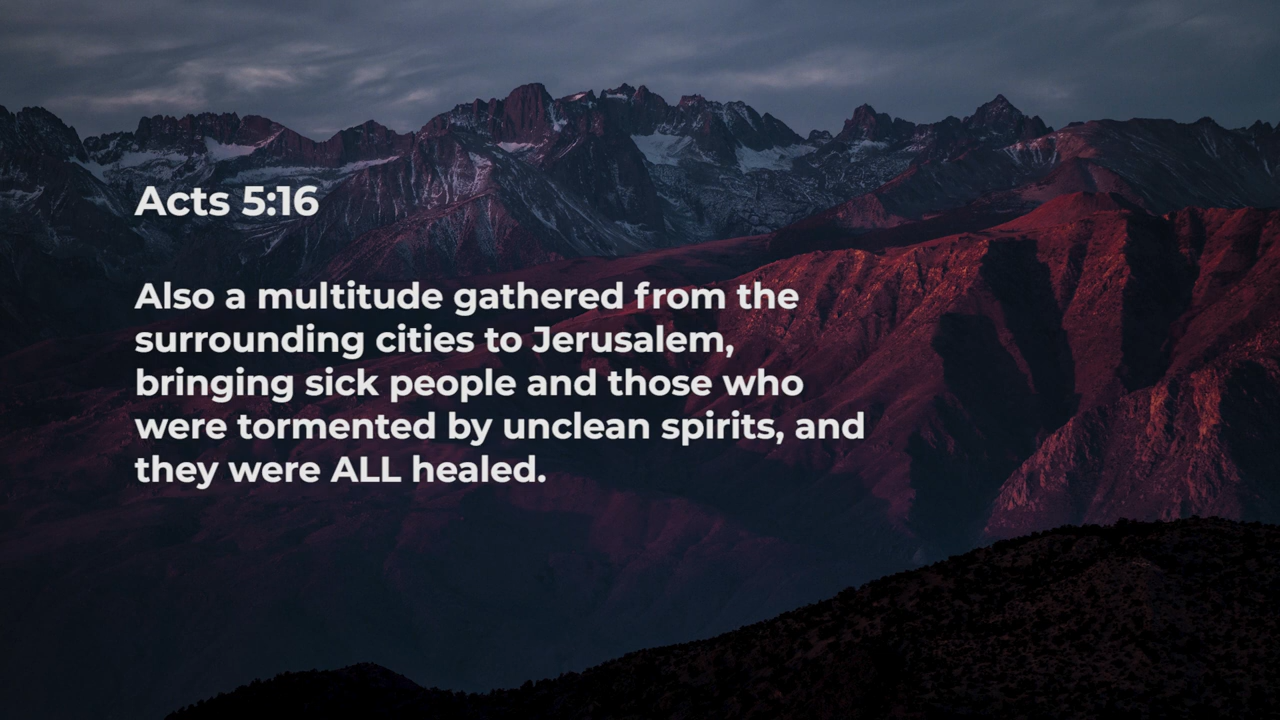 Acts 5:16
Also a multitude gathered from the
surrounding cities to Jerusalem,
bringing sick people and those who
were tormented by unclean spirits, and
they were ALL healed.